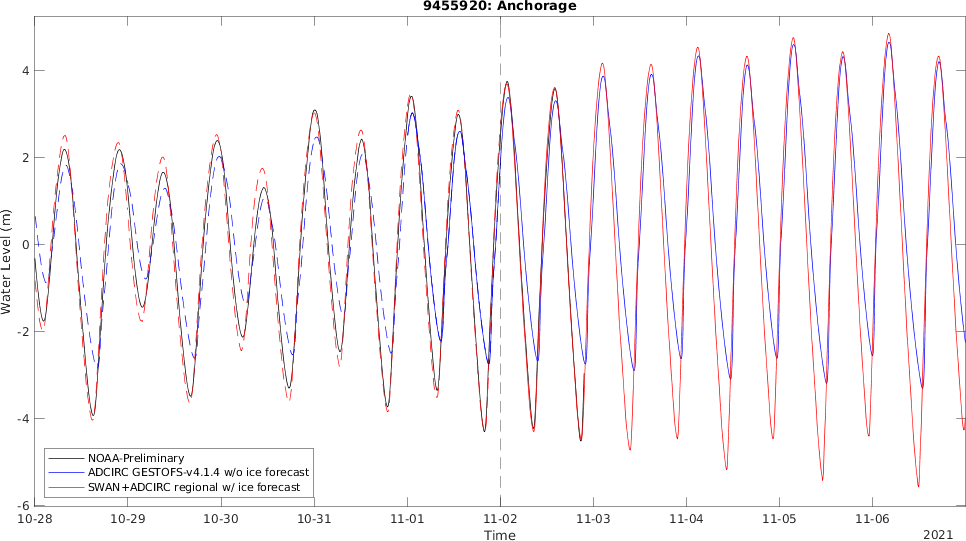 9455920: Anchorage
Water Level (m)
4
2
0
-2
-4
-6
NOAA-Preliminary
ADCIRC GESTOFS-v4.1.4 w/o ice forecast
SWAN+ADCIRC regional w/ ice forecast
10-28
10-29
10-30
10-31
11-01
11-02
11-03
11-04
11-05
11-06
Time
2021